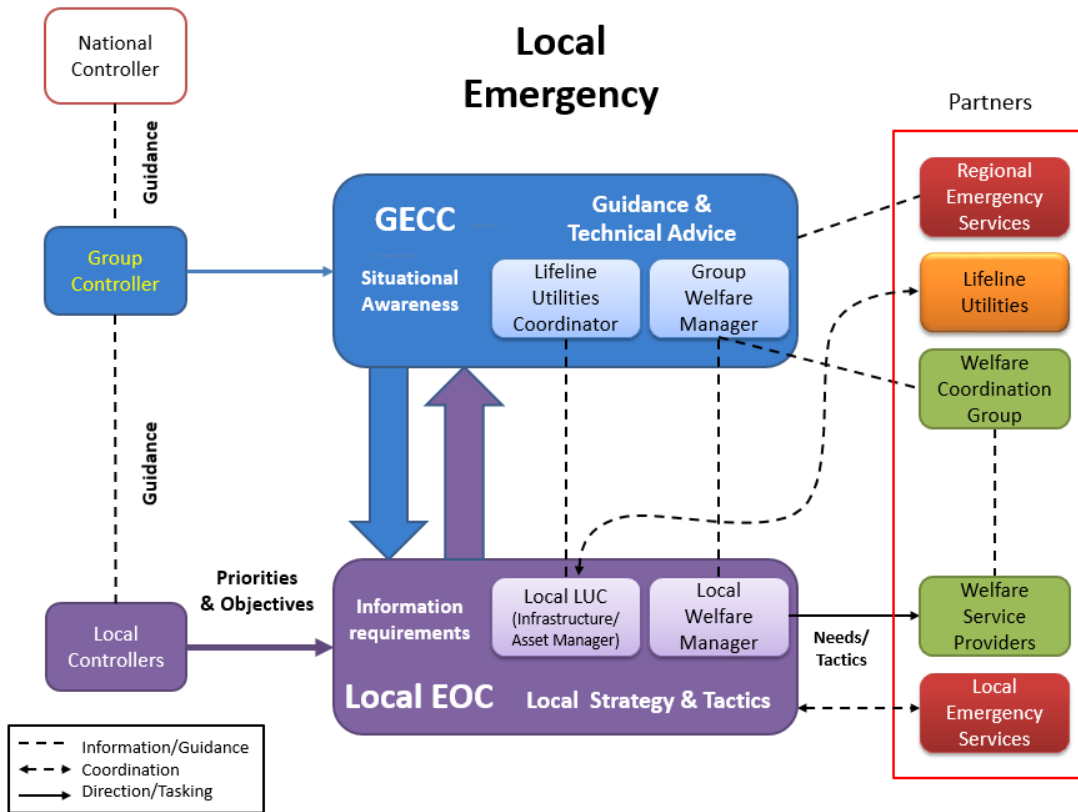 Local
Emergency
National
Controller
Guidance
Group
Controller
Guidance
Local
Controllers
Priorities
& Objectives
GECC
Guidance &
Technical Advice
Situational
Awareness
Lifeline
Utilities
Coordinator
Group
Welfare
Manager
Information
requirements
Local LUC
(Infrastructure/
Asset Manager)
Local
Welfare
Manager
Local EOC
Local Strategy & Tactics
Needs/
Tactics
Partners
Regional
Emergency
Services
Lifeline
Utilities
Welfare
Coordination
Group
Welfare
Service
Providers
Local
Emergency
Services
Information/Guidance
Coordination
Direction/Tasking